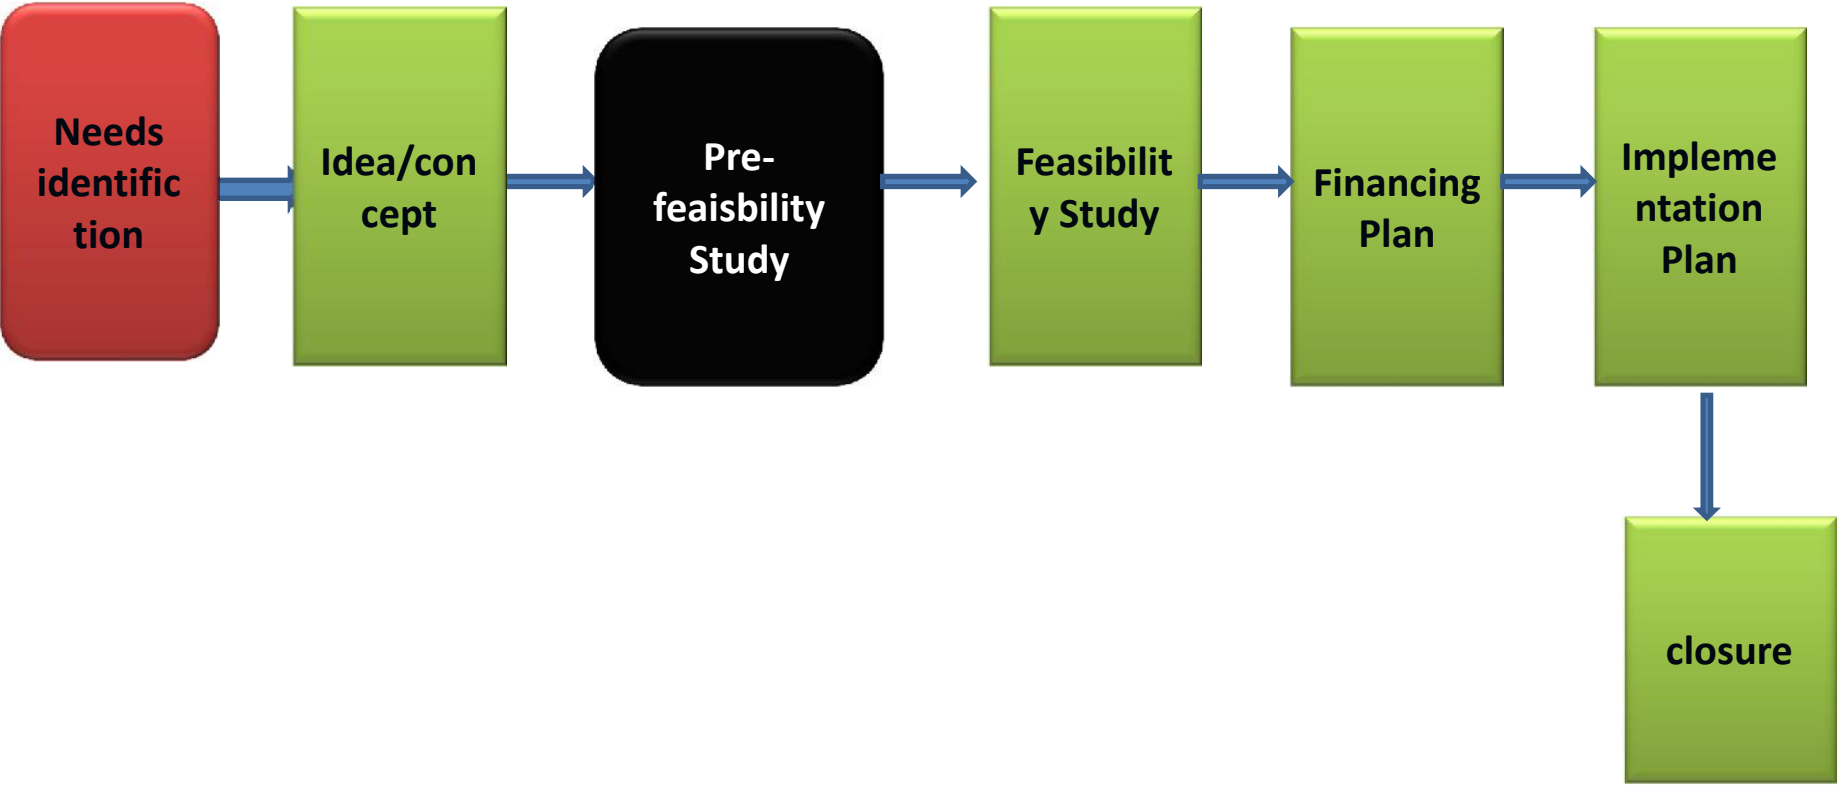 Needs
identific
tion
Idea/con
cept
Pre-
feaisbility
Study
Feasibilit
y Study
Financing
Plan
Impleme
ntation
Plan
closure